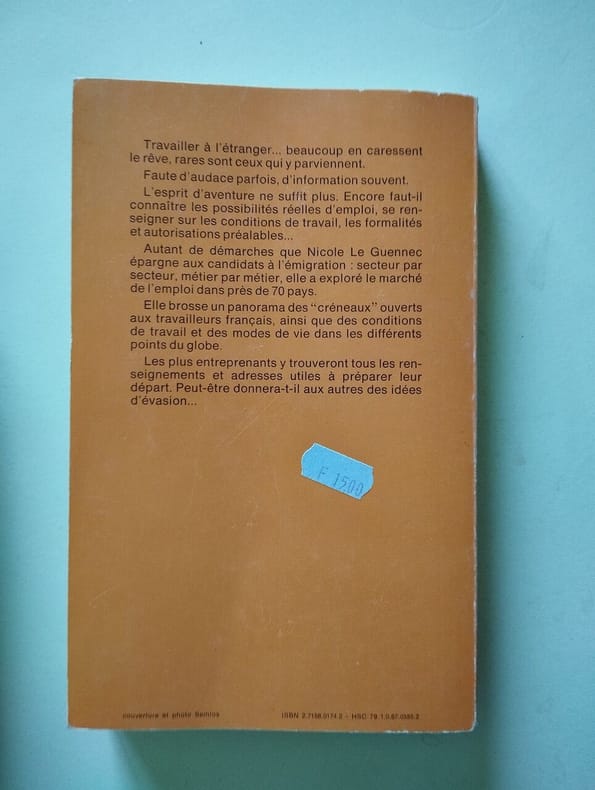 Travailler à l'étranger... beaucoup en caressent
le rêve, rares sont ceux qui y parviennent.
Faute d'audace parfois, d'information souvent.
L'esprit d'aventure ne suffit plus. Encore faut-il
connaître les possibilités réelles d'emploi, se ren-
seigner sur les conditions de travail, les formalités
et autorisations préalables...
Autant de démarches que Nicole Le Guennec
épargne aux candidats à l'émigration : secteur par
secteur, métier par métier, elle a exploré le marché
de l'emploi dans près de 70 pays.
Elle brosse un panorama des "créneaux" ouverts
aux travailleurs français, ainsi que des conditions
de travail et des modes de vie dans les différents
points du globe.
Les plus entreprenants y trouveront tous les ren-
seignements et adresses utiles à préparer leur
départ. Peut-être donnera-t-il aux autres des idées
d'évasion...
F 1500
couverture et photo
ISBN 2.7158.0174.2 - HSC 79.1.0.67.0385.2